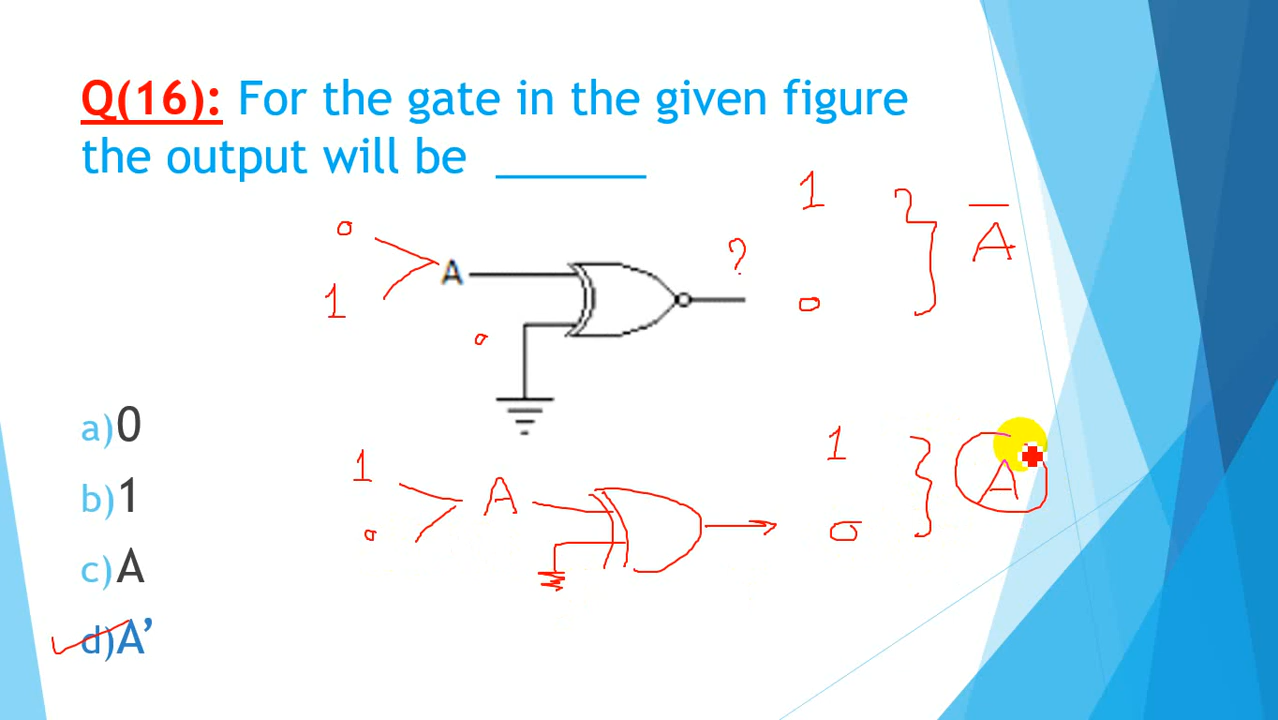 Q(16): For the gate in the given figure
the output will be ______
1
0
A
A
?
1
0
0
a)0
1
1
A
A
b)1
0
0
c)A
d)A’